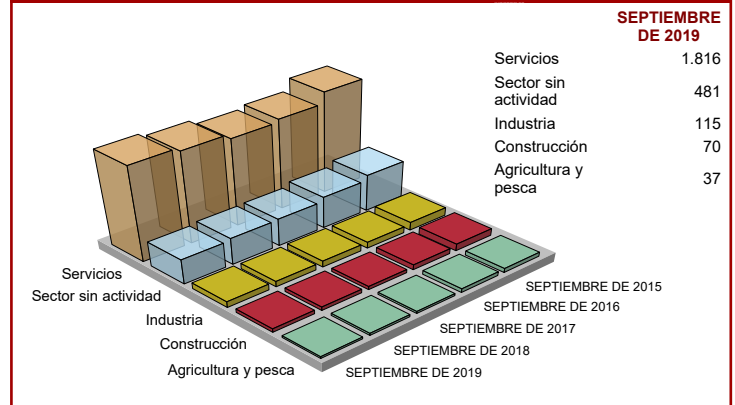 SEPTIEMBRE
DE 2019
Servicios 1.816
Sector sin
actividad 481
Industria 115
Construcción 70
Agricultura y
pesca 37
Servicios
Sector sin actividad
Industria
Construcción
Agricultura y pesca
SEPTIEMBRE DE 2015
SEPTIEMBRE DE 2016
SEPTIEMBRE DE 2017
SEPTIEMBRE DE 2018
SEPTIEMBRE DE 2019